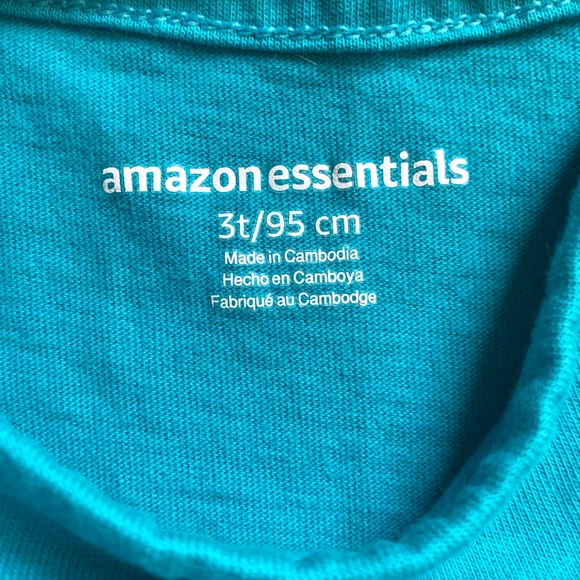 amazon essentials
3t/95 cm
Made in Cambodia
Hecho en Camboya
Fabriqué au Cambodge